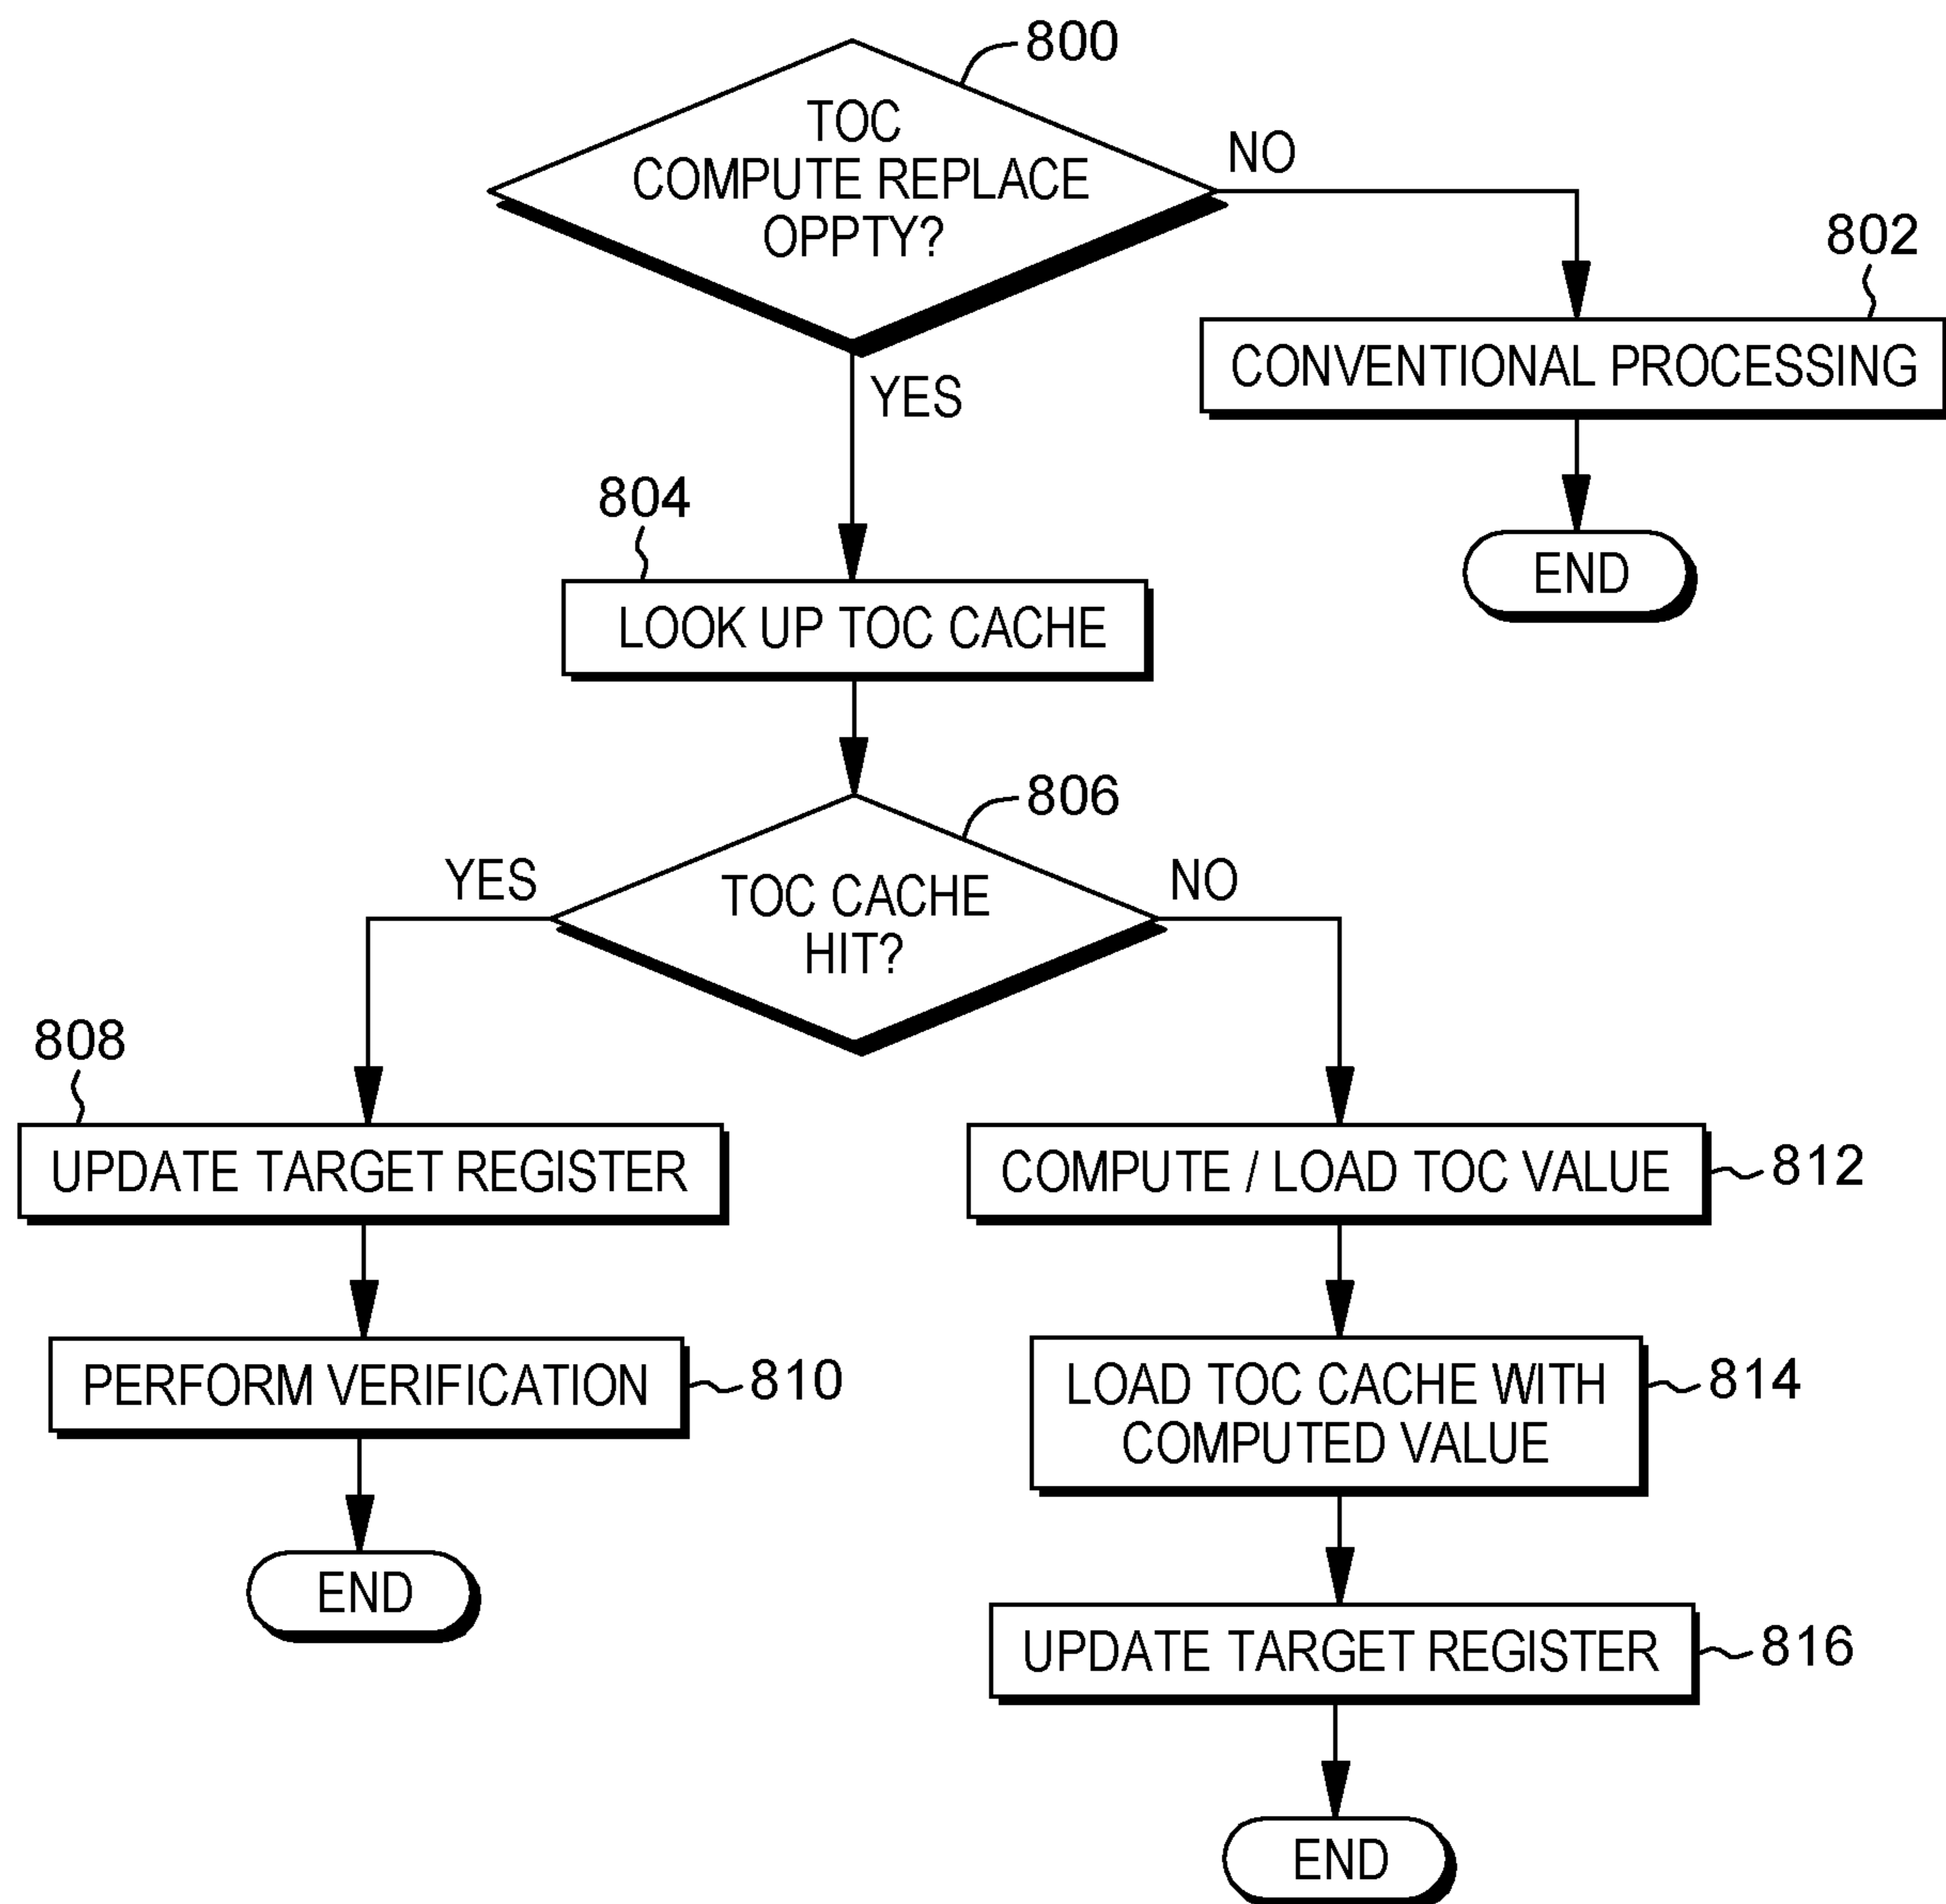 800
TOC
COMPUTE REPLACE
OPPTY?
NO
802
CONVENTIONAL PROCESSING
YES
END
804
LOOK UP TOC CACHE
806
YES
TOC CACHE
HIT?
NO
808
UPDATE TARGET REGISTER
COMPUTE / LOAD TOC VALUE
812
PERFORM VERIFICATION
810
LOAD TOC CACHE WITH
COMPUTED VALUE
814
END
UPDATE TARGET REGISTER
816
END